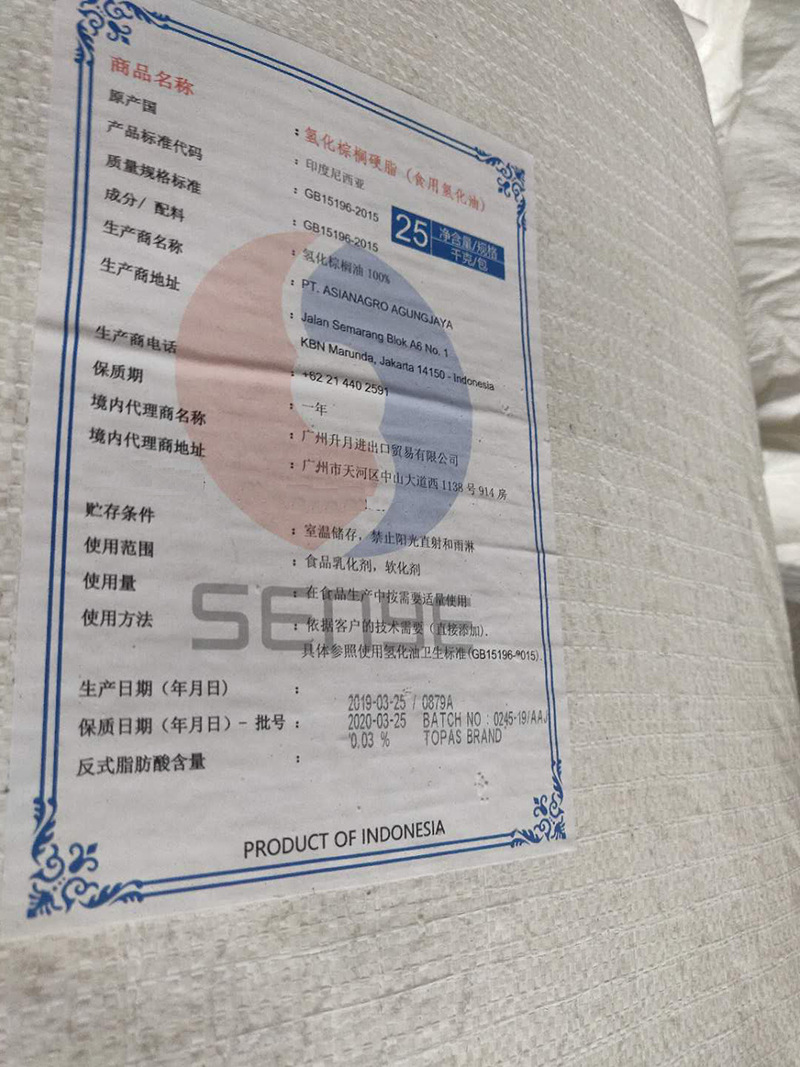 商品名称 : 氢化棕榈硬脂(食用氢化油)
原产国 : 印度尼西亚
产品标准代码 : GB15196-2015
质量规格标准 : GB15196-2015
25 净含量/规格
千克/包
成分/ 配料 : 氢化棕榈油 100%
生产商名称 : PT. ASIANAGRO AGUNGJAYA
生产商地址 : Jalan Semarang Blok A6 No. 1
KBN Marunda, Jakarta 14150 - Indonesia
生产商电话 : +62 21 440 2591
保质期 : 一年
境内代理商名称 : 广州升月进出口贸易有限公司
境内代理商地址 : 广州市天河区中山大道西 1138 号 914 房
贮存条件 : 室温储存，禁止阳光直射和雨淋
使用范围 : 食品乳化剂，软化剂
使用量 : 在食品生产中按需要适量使用
使用方法 : 依据客户的技术需要 (直接添加).
具体参照使用氢化油卫生标准(GB15196-2015).
生产日期（年月日） : 2019-03-25 / 0879A
保质日期（年月日）- 批号 : 2020-03-25 BATCH NO : 0245-19/AAJ
反式脂肪酸含量 : 0.03 % TOPAS BRAND
PRODUCT OF INDONESIA